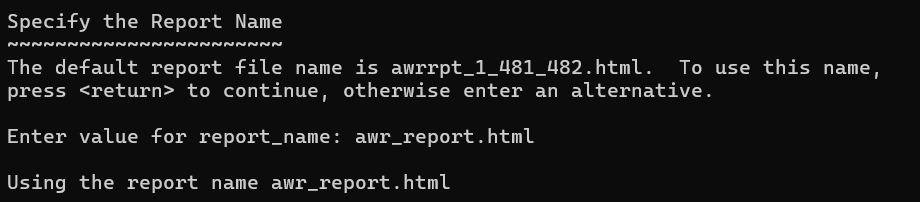 Specify the Report Name
~~~~~~~~~~~~~~~~~~~~~~~
The default report file name is awrrpt_1_481_482.html.  To use this name,
press <return> to continue, otherwise enter an alternative.
Enter value for report_name: awr_report.html
Using the report name awr_report.html